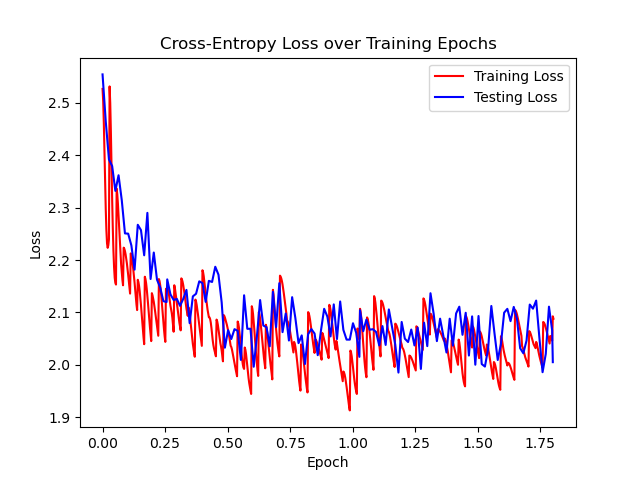 Cross-Entropy Loss over Training Epochs
Training Loss
Testing Loss
2.5
2.4
2.3
2.2
2.1
2.0
1.9
Loss
0.00 0.25 0.50 0.75 1.00 1.25 1.50 1.75
Epoch